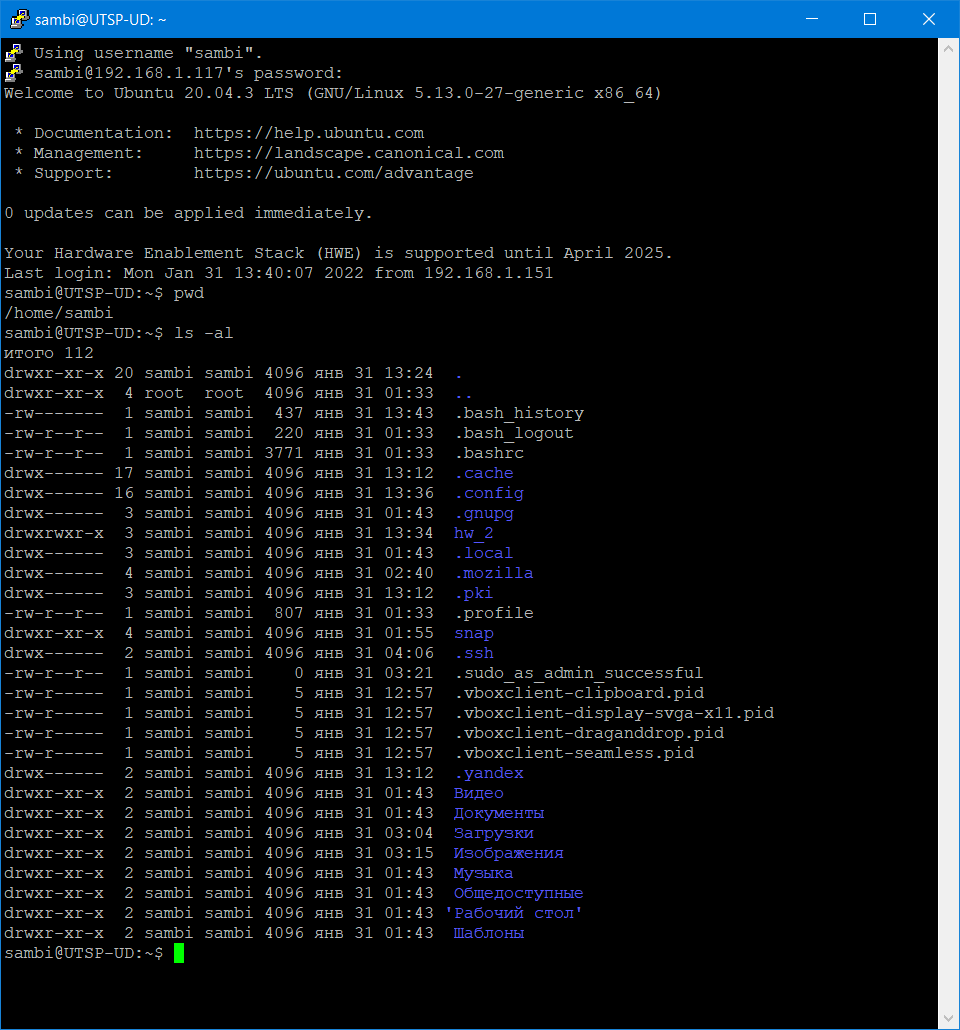 sambi@UTSP-UD: ~
Using username "sambi".
sambi@192.168.1.117's password:
Welcome to Ubuntu 20.04.3 LTS (GNU/Linux 5.13.0-27-generic x86_64)
 * Documentation:  https://help.ubuntu.com
 * Management:     https://landscape.canonical.com
 * Support:        https://ubuntu.com/advantage
0 updates can be applied immediately.
Your Hardware Enablement Stack (HWE) is supported until April 2025.
Last login: Mon Jan 31 13:40:07 2022 from 192.168.1.151
sambi@UTSP-UD:~$ pwd
/home/sambi
sambi@UTSP-UD:~$ ls -al
итого 112
drwxr-xr-x 20 sambi sambi 4096 янв 31 13:24  .
drwxr-xr-x  4 root  root  4096 янв 31 01:33  ..
-rw-------  1 sambi sambi  437 янв 31 13:43  .bash_history
-rw-r--r--  1 sambi sambi  220 янв 31 01:33  .bash_logout
-rw-r--r--  1 sambi sambi 3771 янв 31 01:33  .bashrc
drwx------ 17 sambi sambi 4096 янв 31 13:12  .cache
drwx------ 16 sambi sambi 4096 янв 31 13:36  .config
drwx------  3 sambi sambi 4096 янв 31 01:43  .gnupg
drwxrwxr-x  3 sambi sambi 4096 янв 31 13:34  hw_2
drwx------  3 sambi sambi 4096 янв 31 01:43  .local
drwx------  4 sambi sambi 4096 янв 31 02:40  .mozilla
drwx------  3 sambi sambi 4096 янв 31 13:12  .pki
-rw-r--r--  1 sambi sambi  807 янв 31 01:33  .profile
drwxr-xr-x  4 sambi sambi 4096 янв 31 01:55  snap
drwx------  2 sambi sambi 4096 янв 31 04:06  .ssh
-rw-r--r--  1 sambi sambi    0 янв 31 03:21  .sudo_as_admin_successful
-rw-r-----  1 sambi sambi    5 янв 31 12:57  .vboxclient-clipboard.pid
-rw-r-----  1 sambi sambi    5 янв 31 12:57  .vboxclient-display-svga-x11.pid
-rw-r-----  1 sambi sambi    5 янв 31 12:57  .vboxclient-draganddrop.pid
-rw-r-----  1 sambi sambi    5 янв 31 12:57  .vboxclient-seamless.pid
drwx------  2 sambi sambi 4096 янв 31 13:12  .yandex
drwxr-xr-x  2 sambi sambi 4096 янв 31 01:43  Видео
drwxr-xr-x  2 sambi sambi 4096 янв 31 01:43  Документы
drwxr-xr-x  2 sambi sambi 4096 янв 31 03:04  Загрузки
drwxr-xr-x  2 sambi sambi 4096 янв 31 03:15  Изображения
drwxr-xr-x  2 sambi sambi 4096 янв 31 01:43  Музыка
drwxr-xr-x  2 sambi sambi 4096 янв 31 01:43  Общедоступные
drwxr-xr-x  2 sambi sambi 4096 янв 31 01:43 'Рабочий стол'
drwxr-xr-x  2 sambi sambi 4096 янв 31 01:43  Шаблоны
sambi@UTSP-UD:~$